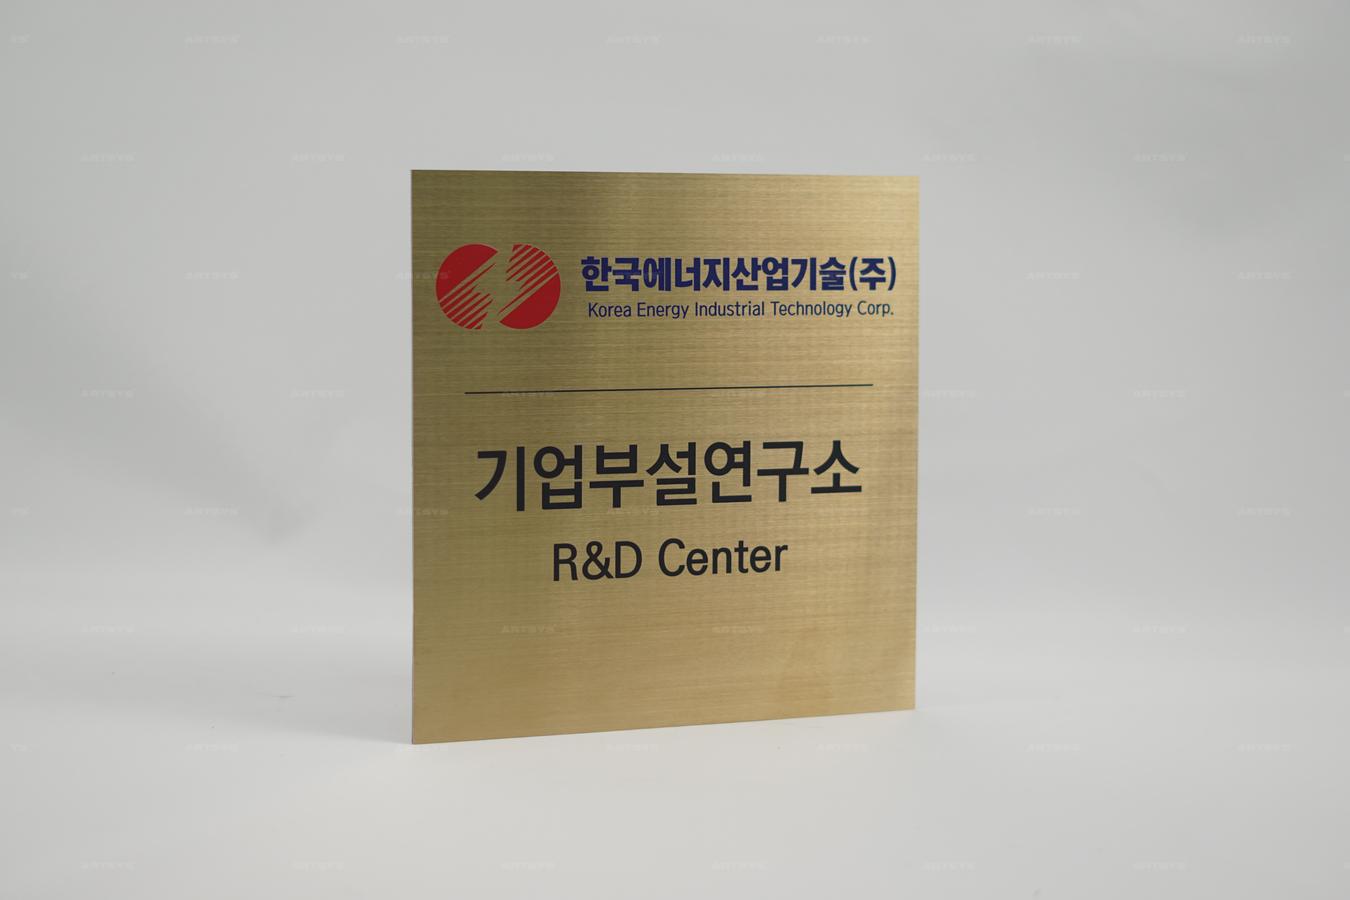 한국에너지산업기술(주)
Korea Energy Industrial Technology Corp.
기업부설연구소
R&D Center
ARTSYS